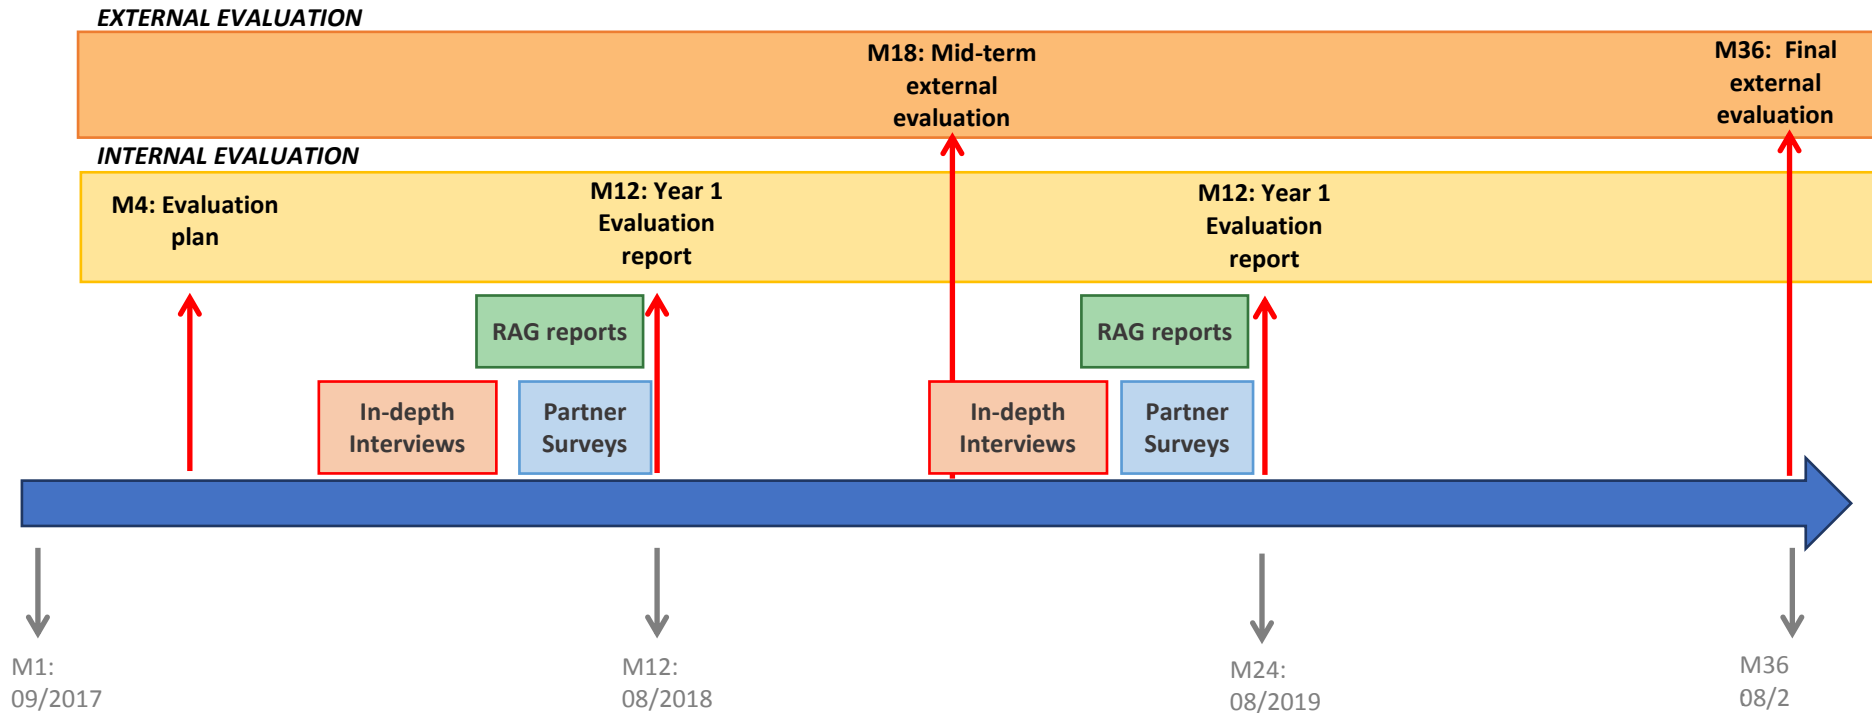 EXTERNAL EVALUATION
M18: Mid-term
external
evaluation
M36: Final
external
evaluation
INTERNAL EVALUATION
M4: Evaluation
plan
M12: Year 1
Evaluation
report
M12: Year 1
Evaluation
report
RAG reports
RAG reports
In-depth
Interviews
Partner
Surveys
In-depth
Interviews
Partner
Surveys
M1:
09/2017
M12:
08/2018
M24:
08/2019
M36
08/2